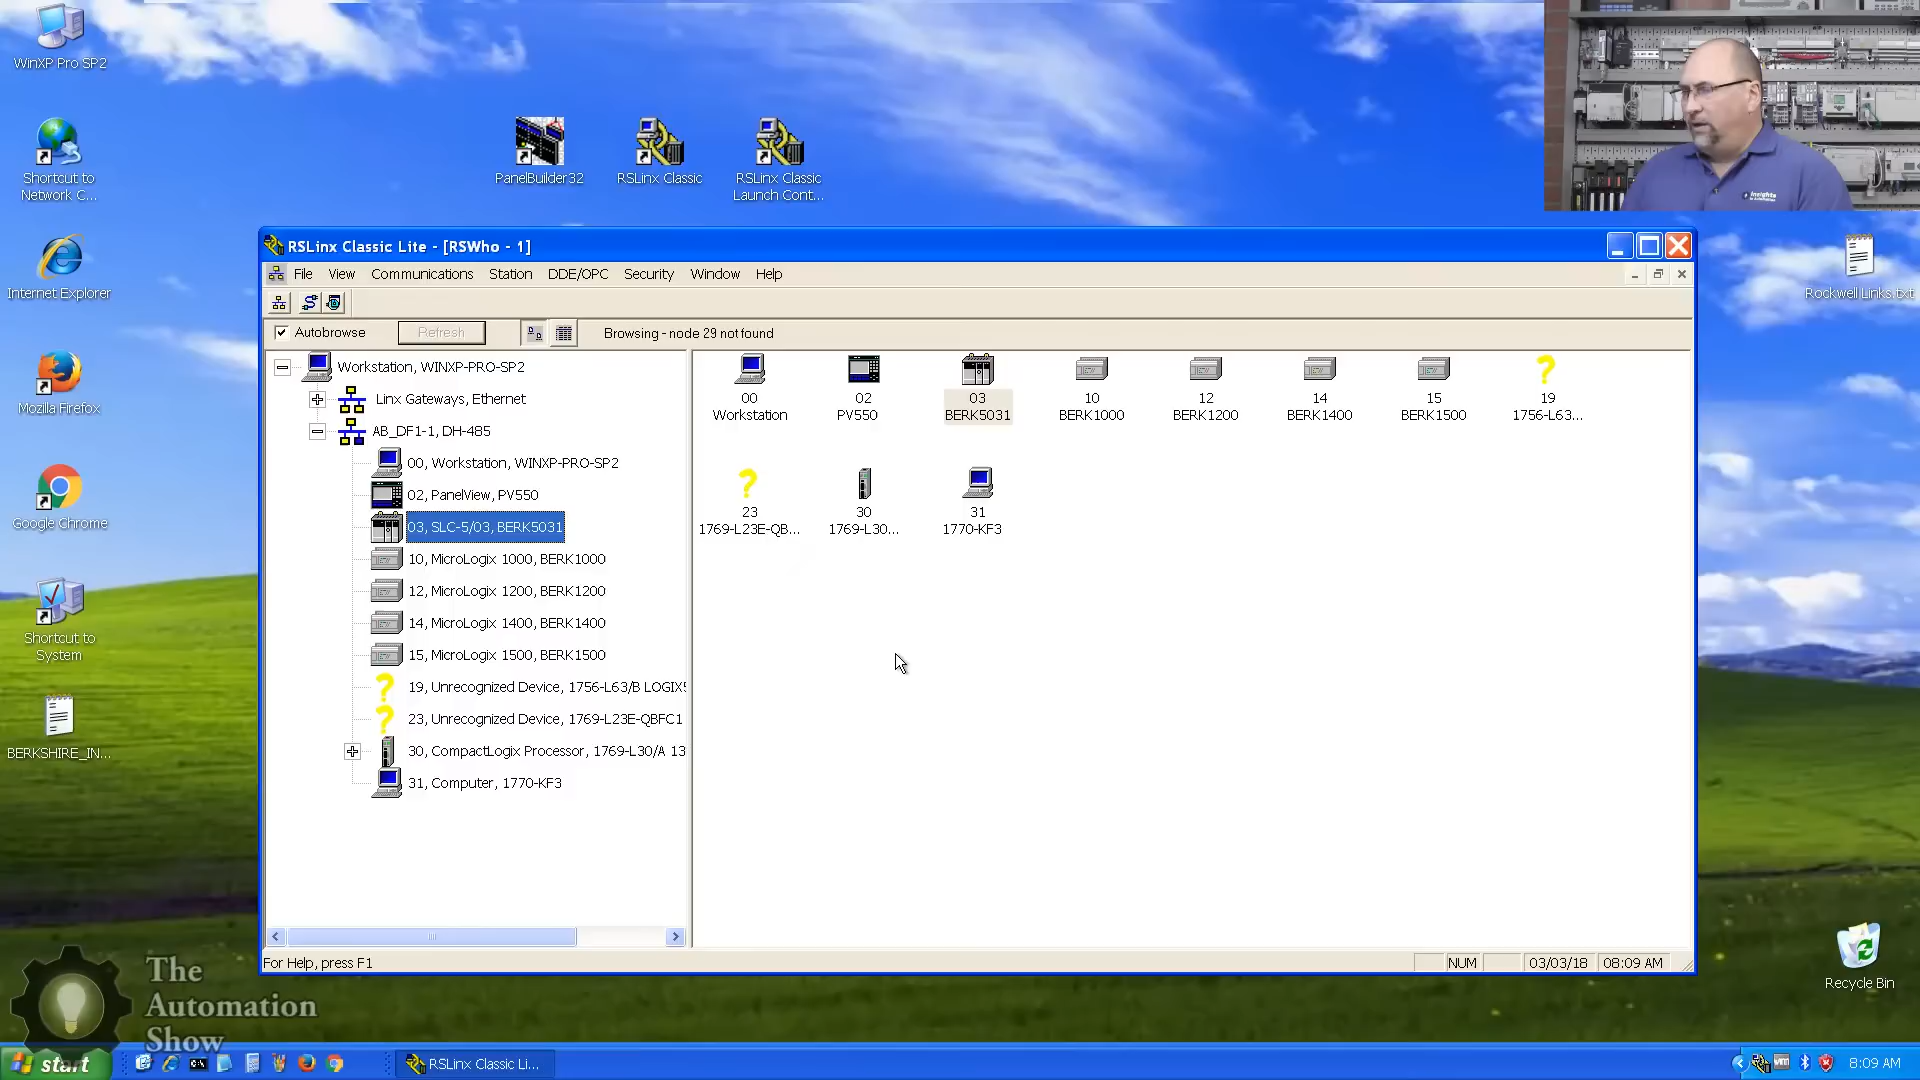 WinXP Pro SP2
Shortcut to
Network C...
Internet Explorer
Mozilla Firefox
Google Chrome
Shortcut to
System
BERKSHIRE_IN...
PanelBuilder32
RSLinx Classic
RSLinx Classic
Launch Cont...
Insights
Rockwell Links.txt
Recycle Bin
RSLinx Classic Lite - [RSWho - 1]
File View Communications Station DDE/OPC Security Window Help
Autobrowse
Refresh
Browsing - node 29 not found
Workstation, WINXP-PRO-SP2
Linx Gateways, Ethernet
AB_DF1-1, DH-485
00, Workstation, WINXP-PRO-SP2
02, PanelView, PV550
03, SLC-5/03, BERK5031
10, MicroLogix 1000, BERK1000
12, MicroLogix 1200, BERK1200
14, MicroLogix 1400, BERK1400
15, MicroLogix 1500, BERK1500
19, Unrecognized Device, 1756-L63/B LOGIX5
23, Unrecognized Device, 1769-L23E-QBFC1
30, CompactLogix Processor, 1769-L30/A 13
31, Computer, 1770-KF3
00
Workstation
02
PV550
03
BERK5031
10
BERK1000
12
BERK1200
14
BERK1400
15
BERK1500
19
1756-L63...
23
1769-L23E-QB...
30
1769-L30...
31
1770-KF3
For Help, press F1
NUM
03/03/18
08:09 AM
The
Automation
Show
start
RSLinx Classic Li...
8:09 AM